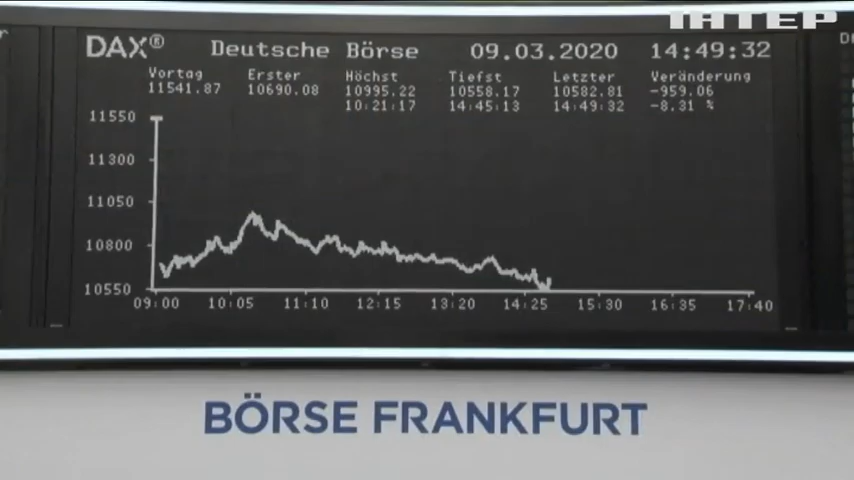 ІНТЕР
DAX® Deutsche Börse 09.03.2020 14:49:32
Vortag Erster Höchst Tiefst Letzter Veränderung
11541.87 10690.08 10995.22 10558.17 10582.81 -959.06
10:21:17 14:45:13 14:49:32 -8.31 %
11550
11300
11050
10800
10550
09:00 10:05 11:10 12:15 13:20 14:25 15:30 16:35 17:40
BÖRSE FRANKFURT